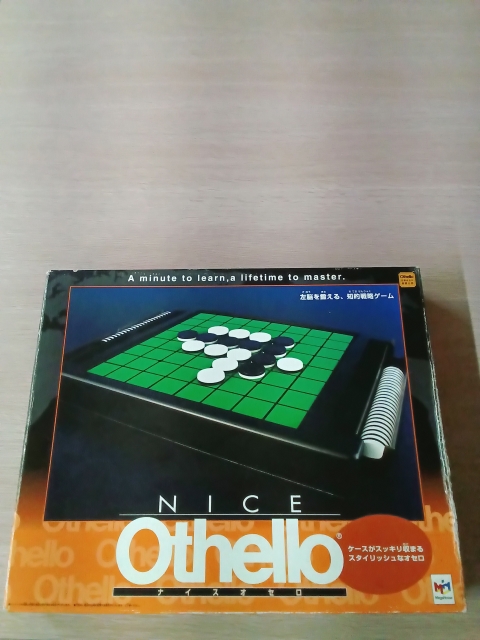 A minute to learn, a lifetime to master.
Othello
左脳を鍛える、知的戦略ゲーム
NICE
Othello®
ナイスオセロ
ケースがスッキリ収まる
スタイリッシュなオセロ
MegaHouse